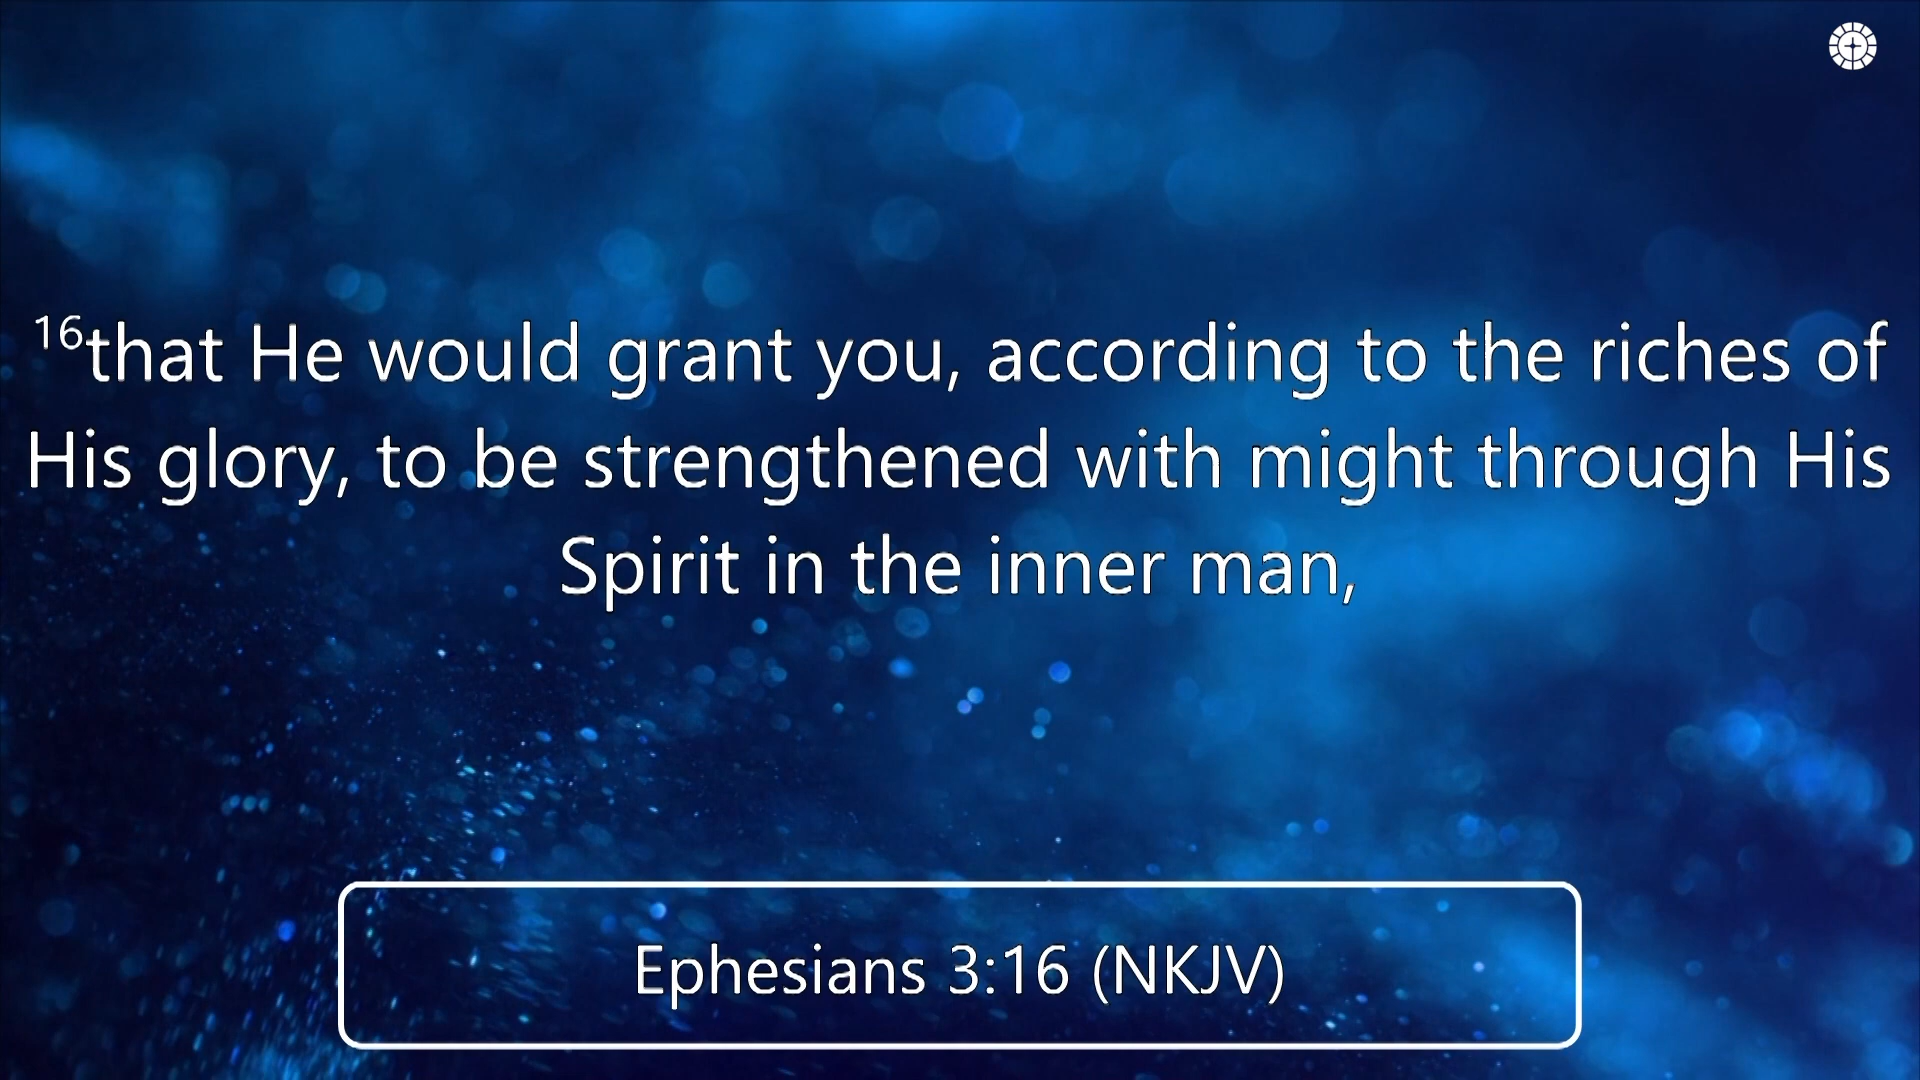 16that He would grant you, according to the riches of
His glory, to be strengthened with might through His
Spirit in the inner man,
Ephesians 3:16 (NKJV)